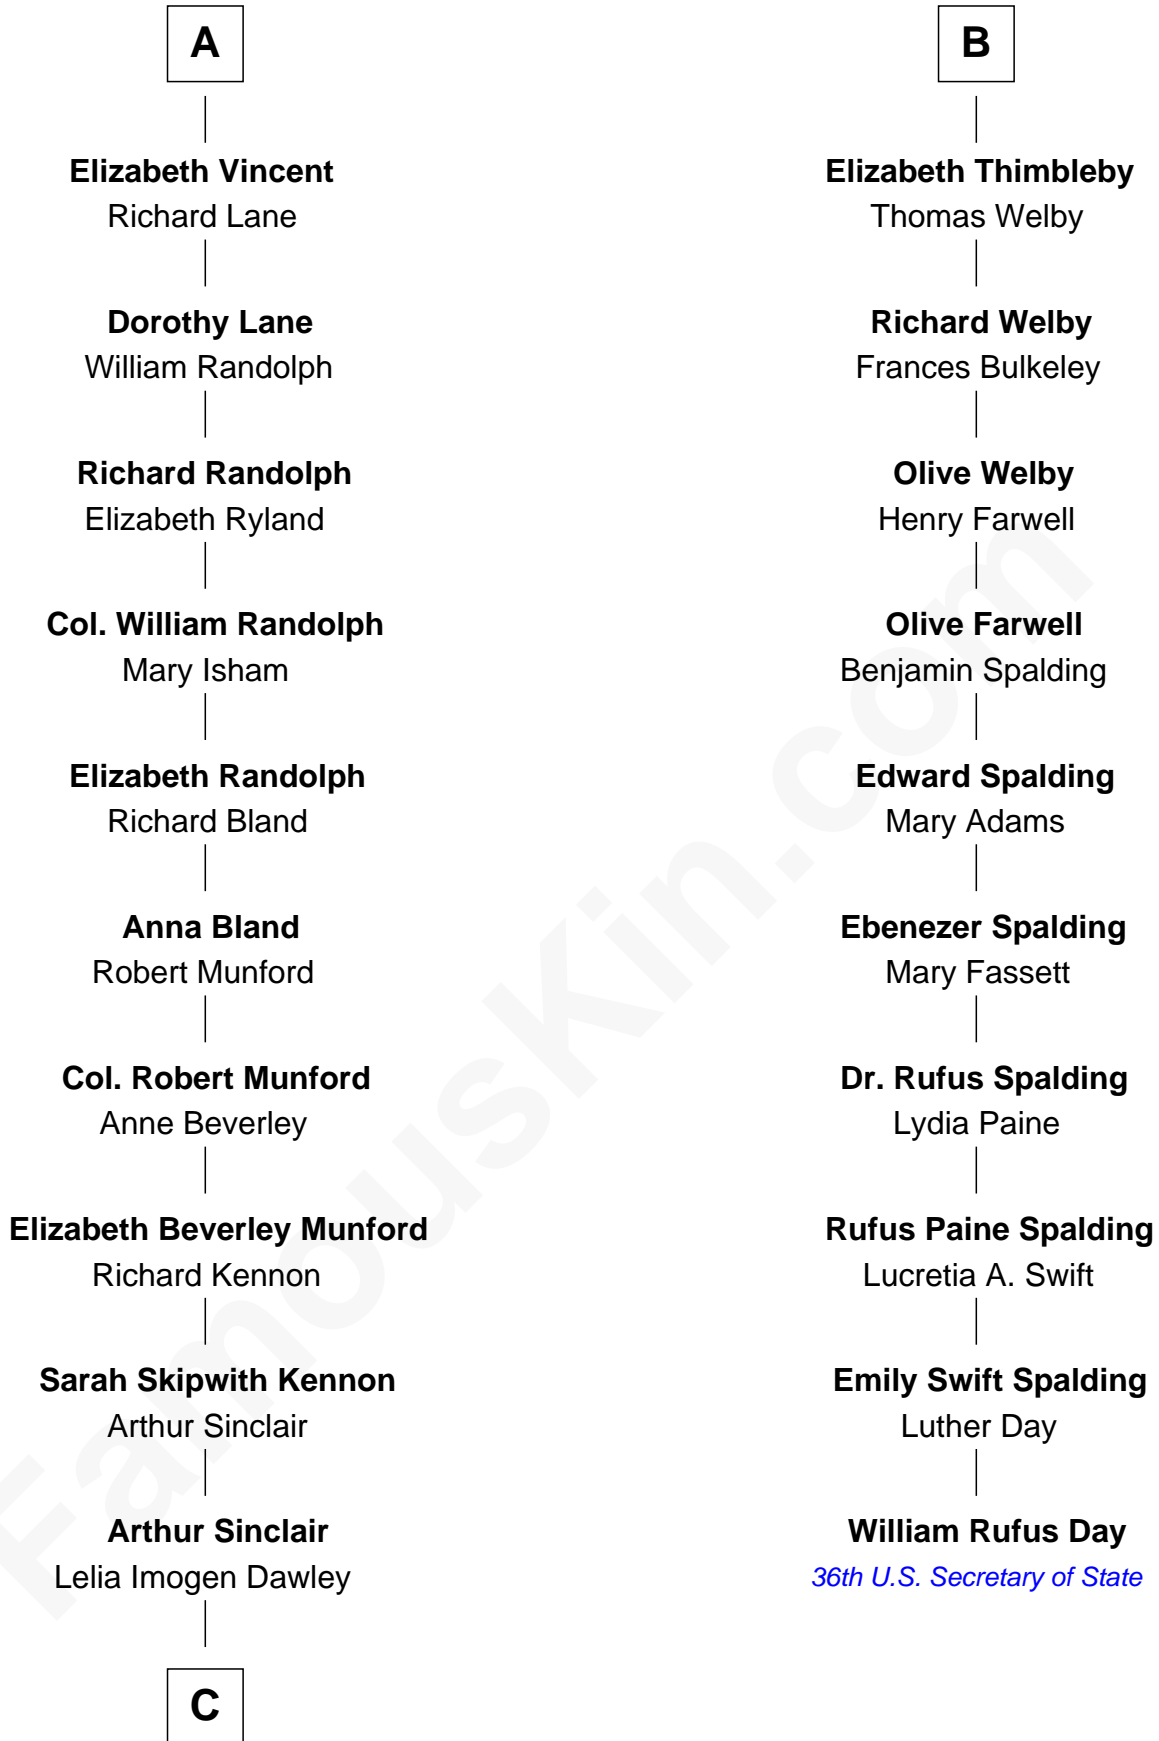 A
Elizabeth Vincent
Richard Lane
Dorothy Lane
William Randolph
Richard Randolph
Elizabeth Ryland
Col. William Randolph
Mary Isham
Elizabeth Randolph
Richard Bland
Anna Bland
Robert Munford
Col. Robert Munford
Anne Beverley
Elizabeth Beverley Munford
Richard Kennon
Sarah Skipwith Kennon
Arthur Sinclair
Arthur Sinclair
Lelia Imogen Dawley
C
B
Elizabeth Thimbleby
Thomas Welby
Richard Welby
Frances Bulkeley
Olive Welby
Henry Farwell
Olive Farwell
Benjamin Spalding
Edward Spalding
Mary Adams
Ebenezer Spalding
Mary Fassett
Dr. Rufus Spalding
Lydia Paine
Rufus Paine Spalding
Lucretia A. Swift
Emily Swift Spalding
Luther Day
William Rufus Day
36th U.S. Secretary of State
FamousKin.com